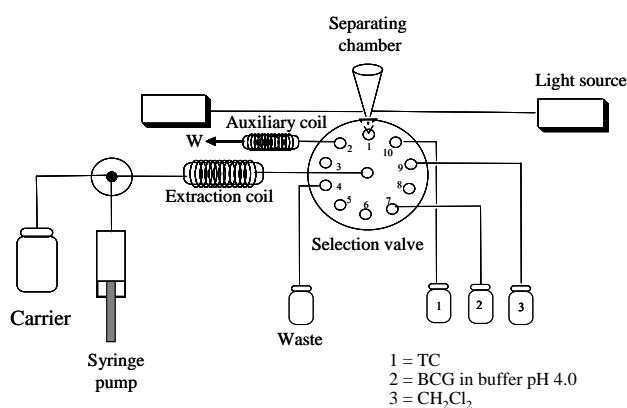 Separating
chamber
Light source
Auxiliary coil
W
1
2
10
3
9
4
8
5
6
7
Extraction coil
Selection valve
Carrier
Syringe
pump
Waste
1
2
3
1 = TC
2 = BCG in buffer pH 4.0
3 = CH₂Cl₂